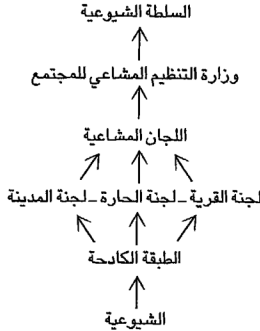 السلطة الشيوعية
وزارة التنظيم المشاعي للمجتمع
اللجان المشاعية
لجنة القرية - لجنة الحارة - لجنة المدينة
الطبقة الكادحة
الشيوعية